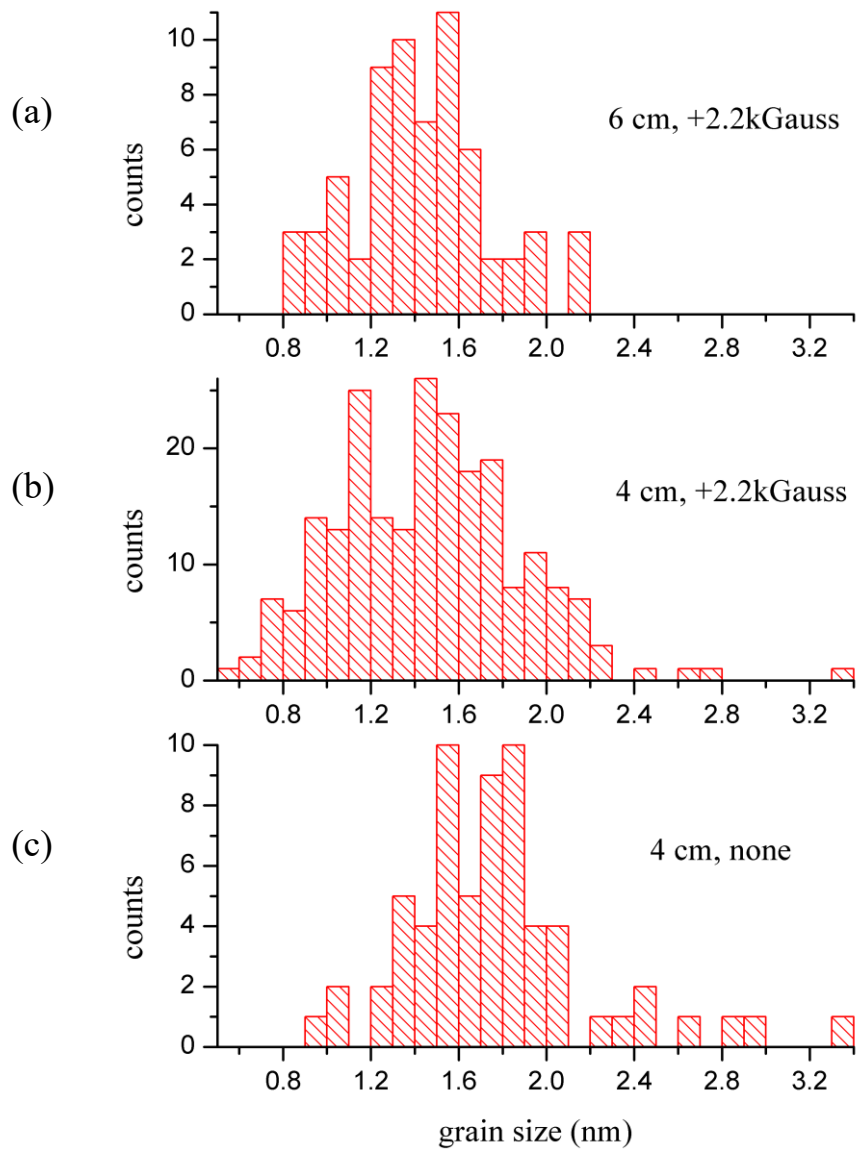 (a)
counts
10
8
6
4
2
0
6 cm, +2.2kGauss
0.8 1.2 1.6 2.0 2.4 2.8 3.2
(b)
counts
20
10
0
4 cm, +2.2kGauss
0.8 1.2 1.6 2.0 2.4 2.8 3.2
(c)
counts
10
8
6
4
2
0
4 cm, none
0.8 1.2 1.6 2.0 2.4 2.8 3.2
grain size (nm)